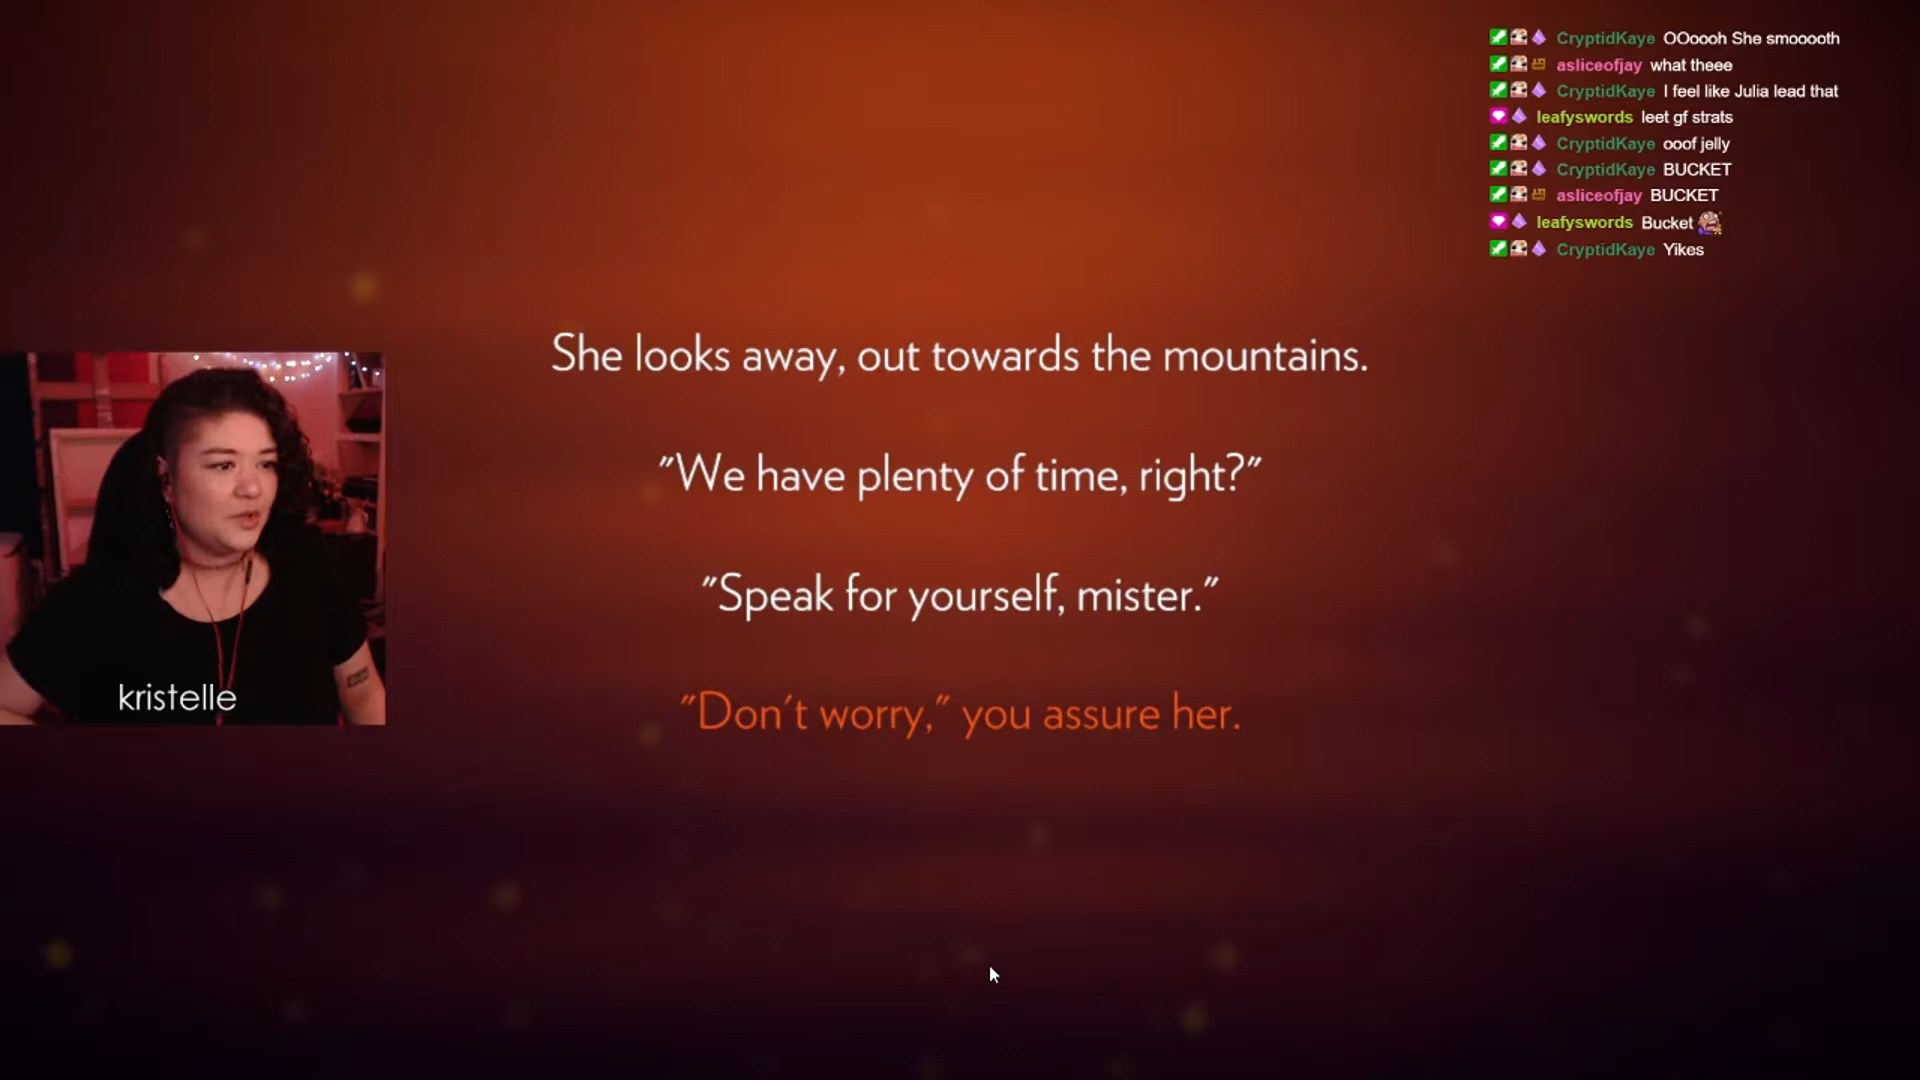 CryptidKaye OOoooh She smooooth
asliceofjay what theee
CryptidKaye I feel like Julia lead that
leafyswords leet gf strats
CryptidKaye ooof jelly
CryptidKaye BUCKET
asliceofjay BUCKET
leafyswords Bucket
CryptidKaye Yikes
She looks away, out towards the mountains.
"We have plenty of time, right?"
"Speak for yourself, mister."
"Don't worry," you assure her.
kristelle